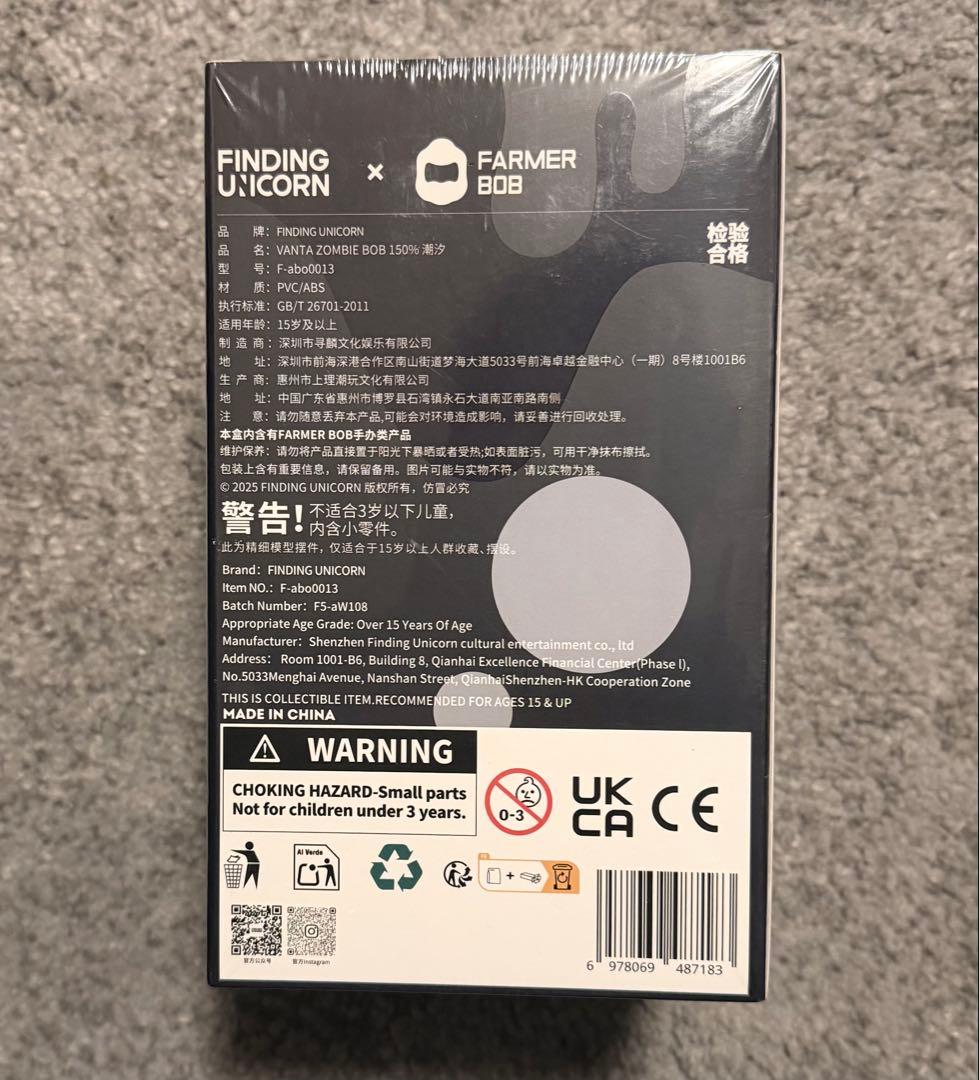 FINDING
UNICORN
×
FARMER
BOB
检验
合格
品 牌：FINDING UNICORN
品 名：VANTA ZOMBIE BOB 150% 潮汐
型 号：F-abo0013
材 质：PVC/ABS
执行标准：GB/T 26701-2011
适用年龄：15岁及以上
制 造 商：深圳市寻麟文化娱乐有限公司
地 址：深圳市前海深港合作区南山街道梦海大道5033号前海卓越金融中心（一期）8号楼1001B6
生 产 商：惠州市上理潮玩文化有限公司
地 址：中国广东省惠州市博罗县石湾镇永石大道南亚南路南侧
注 意：请勿随意丢弃本产品,可能会对环境造成影响，请妥善进行回收处理。
本盒内含有FARMER BOB手办类产品
维护保养：请勿将产品直接置于阳光下暴晒或者受热;如表面脏污，可用干净抹布擦拭。
包装上含有重要信息，请保留备用。图片可能与实物不符，请以实物为准。
© 2025 FINDING UNICORN 版权所有，仿冒必究
警告!不适合3岁以下儿童，
内含小零件。
此为精细模型摆件，仅适合于15岁以上人群收藏、摆设。
Brand：FINDING UNICORN
Item NO.：F-abo0013
Batch Number：F5-aW108
Appropriate Age Grade: Over 15 Years Of Age
Manufacturer：Shenzhen Finding Unicorn cultural entertainment co., ltd
Address： Room 1001-B6, Building 8, Qianhai Excellence Financial Center(Phase l),
No.5033Menghai Avenue, Nanshan Street, QianhaiShenzhen-HK Cooperation Zone
THIS IS COLLECTIBLE ITEM.RECOMMENDED FOR AGES 15 & UP
MADE IN CHINA
WARNING
CHOKING HAZARD-Small parts
Not for children under 3 years.
0-3
UK
CA
CE
Al Verde
FR
+
官方公众号
官方Instagram
6 978069 487183